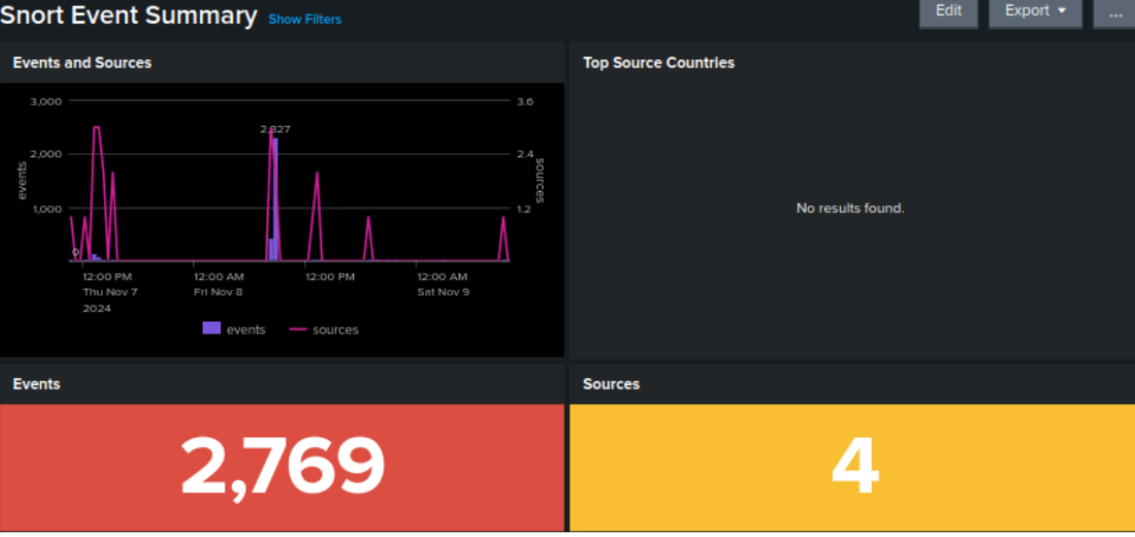 Snort Event Summary Show Filters
Edit
Export
...
Events and Sources
3,000
2,000
1,000
events
3.6
2.4
1.2
sources
0
12:00 PM
Thu Nov 7
2024
12:00 AM
Fri Nov 8
12:00 PM
12:00 AM
Sat Nov 9
events
sources
Top Source Countries
No results found.
Events
2,769
Sources
4